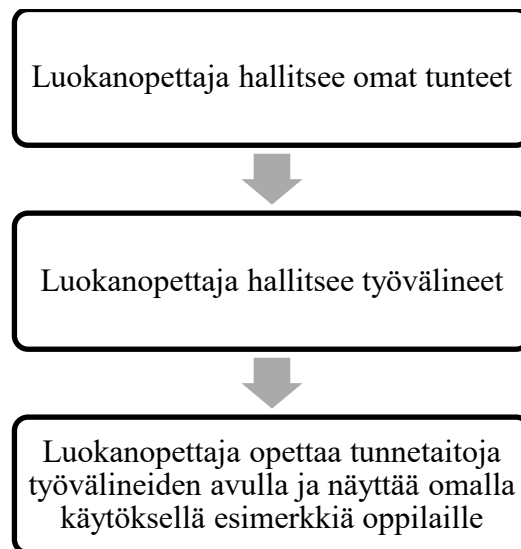 Luokanopettaja hallitsee omat tunteet
Luokanopettaja hallitsee työvälineet
Luokanopettaja opettaa tunnetaitoja
työvälineiden avulla ja näyttää omalla
käytöksellä esimerkkiä oppilaille